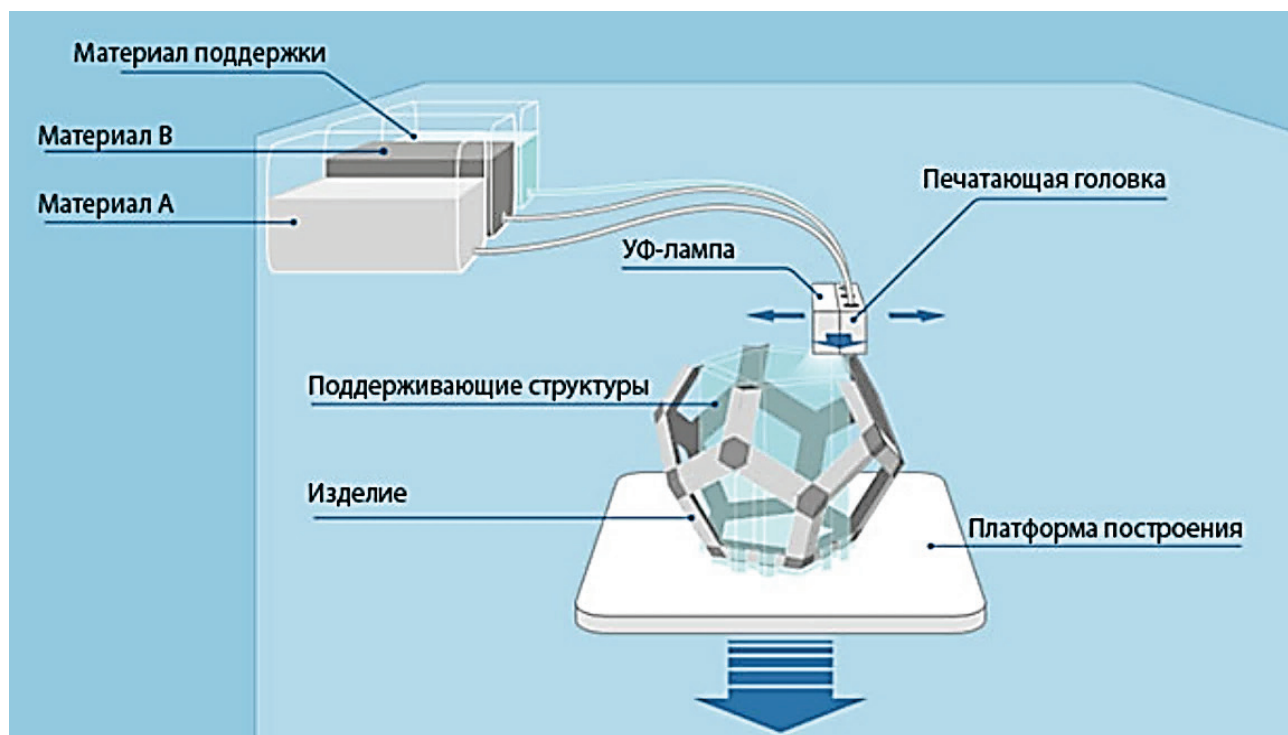 Материал поддержки
Материал В
Материал А
Печатающая головка
УФ-лампа
Поддерживающие структуры
Изделие
Платформа построения